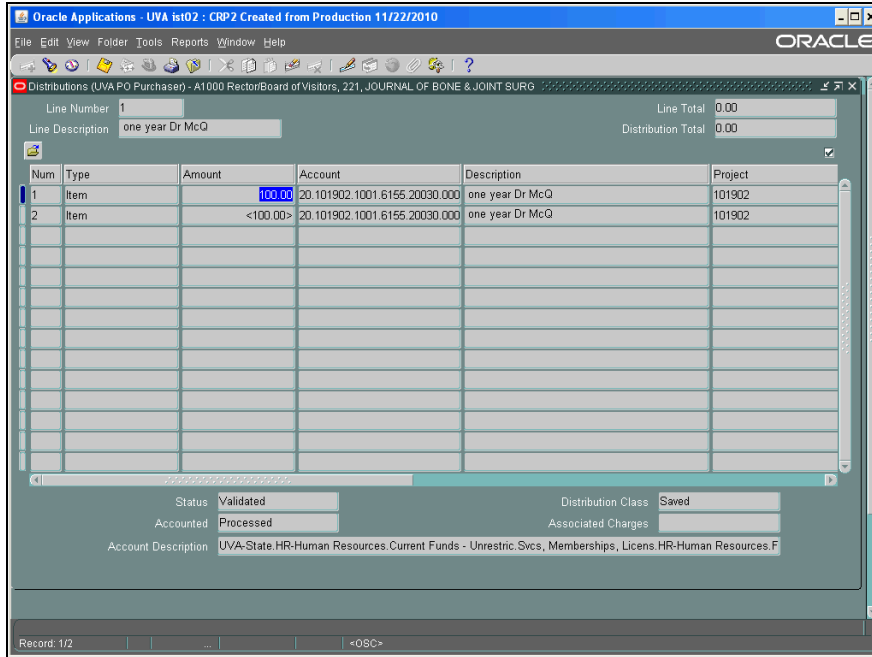 Oracle Applications - UVA ist02 : CRP2 Created from Production 11/22/2010
File Edit View Folder Tools Reports Window Help
ORACLE
Distributions (UVA PO Purchaser) - A1000 Rector/Board of Visitors, 221, JOURNAL OF BONE & JOINT SURG
Line Number 1 Line Total 0.00
Line Description one year Dr McQ Distribution Total 0.00
Num Type Amount Account Description Project
1 Item 100.00 20.101902.1001.6155.20030.000 one year Dr McQ 101902
2 Item <100.00> 20.101902.1001.6155.20030.000 one year Dr McQ 101902
Status Validated Distribution Class Saved
Accounted Processed Associated Charges
Account Description UVA-State.HR-Human Resources.Current Funds - Unrestric.Svcs, Memberships, Licens.HR-Human Resources.F
Record: 1/2 ... <OSC>